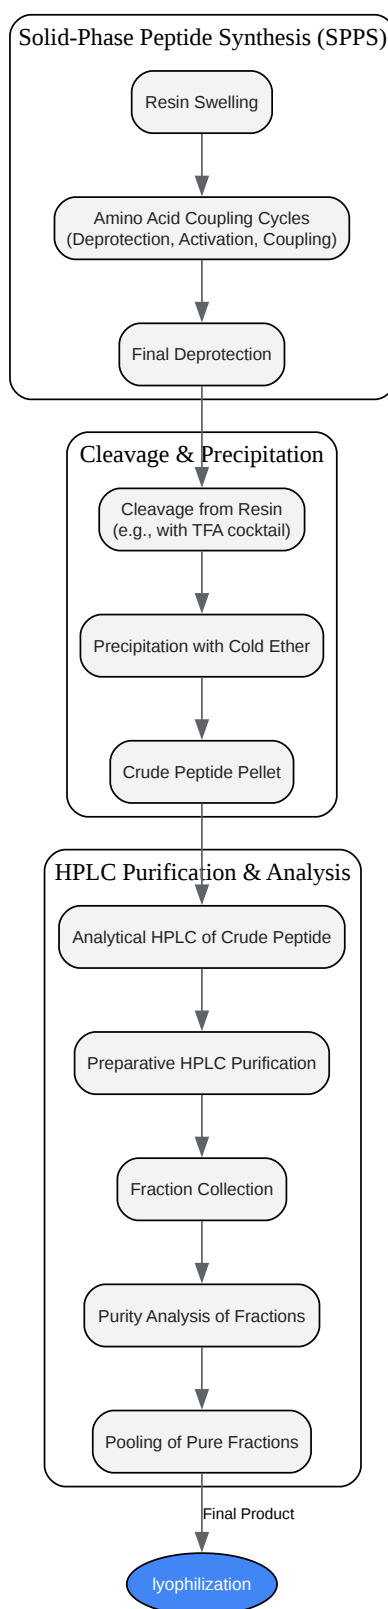 Solid-Phase Peptide Synthesis (SPPS)
Resin Swelling
Amino Acid Coupling Cycles
(Deprotection, Activation, Coupling)
Final Deprotection
Cleavage & Precipitation
Cleavage from Resin
(e.g., with TFA cocktail)
Precipitation with Cold Ether
Crude Peptide Pellet
HPLC Purification & Analysis
Analytical HPLC of Crude Peptide
Preparative HPLC Purification
Fraction Collection
Purity Analysis of Fractions
Pooling of Pure Fractions
Final Product
lyophilization